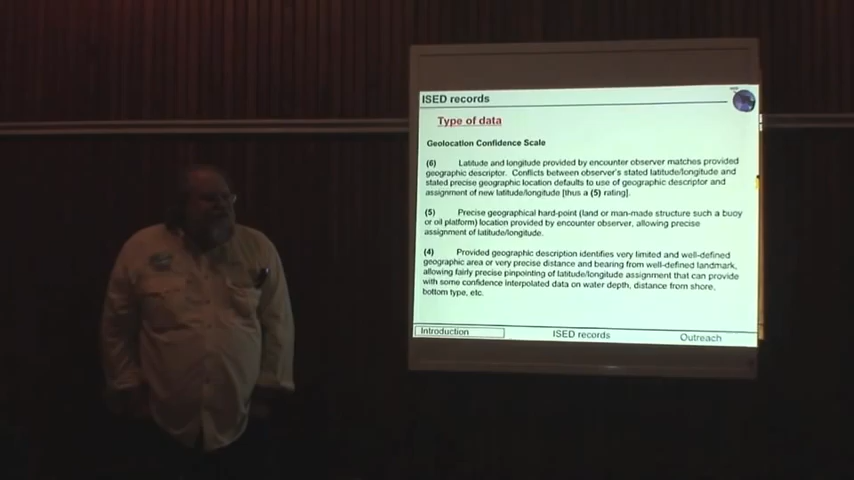 ISED records
Type of data
Geolocation Confidence Scale
(6) Latitude and longitude provided by encounter observer matches provided
geographic descriptor. Conflicts between observer's stated latitude/longitude and
stated precise geographic location defaults to use of geographic descriptor and
assignment of new latitude/longitude [thus a (5) rating].
(5) Precise geographical hard-point (land or man-made structure such a buoy
or oil platform) location provided by encounter observer, allowing precise
assignment of latitude/longitude.
(4) Provided geographic description identifies very limited and well-defined
geographic area or very precise distance and bearing from well-defined landmark,
allowing fairly precise pinpointing of latitude/longitude assignment that can provide
with some confidence interpolated data on water depth, distance from shore,
bottom type, etc.
Introduction ISED records Outreach